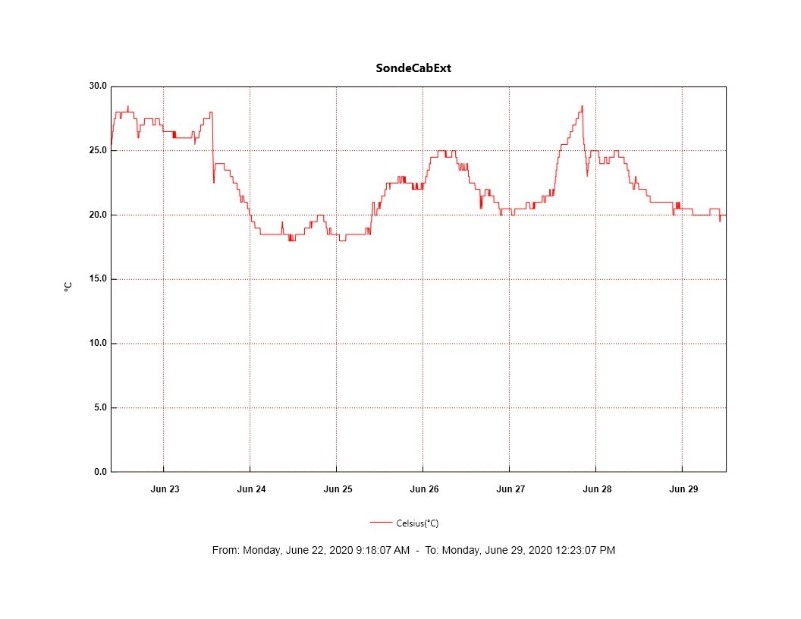 SondeCabExt
30.0
25.0
20.0
15.0
10.0
5.0
0.0
°C
Jun 23 Jun 24 Jun 25 Jun 26 Jun 27 Jun 28 Jun 29
Celsius(°C)
From: Monday, June 22, 2020 9:18:07 AM - To: Monday, June 29, 2020 12:23:07 PM